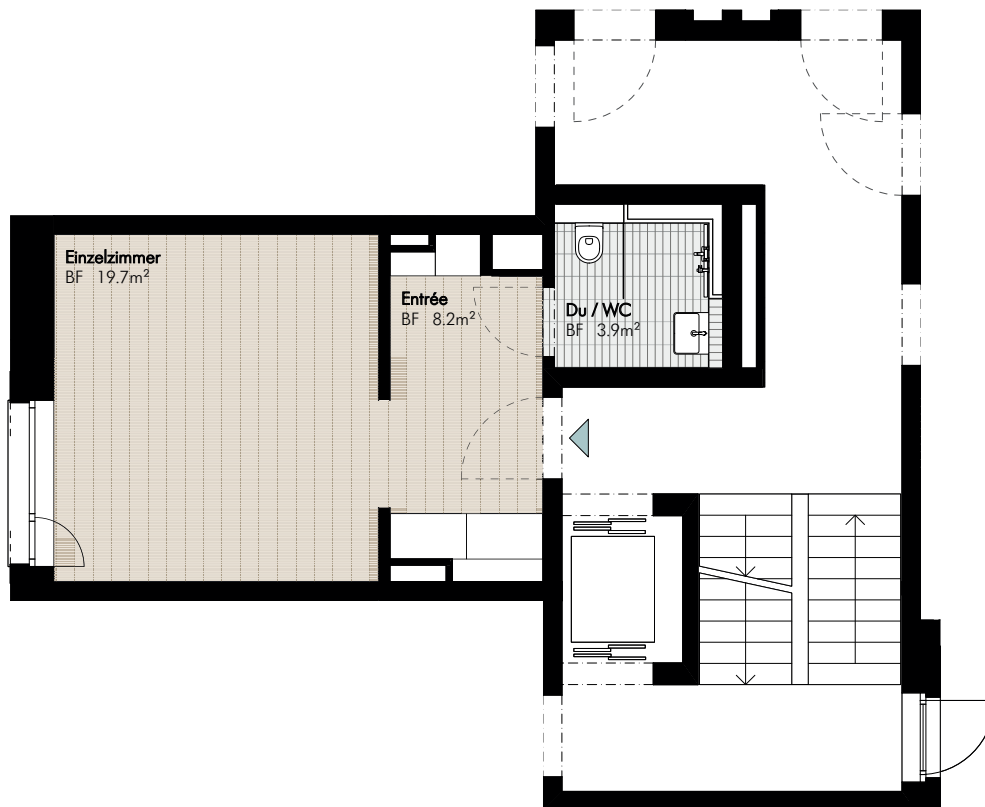 Einzelzimmer
BF 19.7m²
Entrée
BF 8.2m²
Du / WC
BF 3.9m²